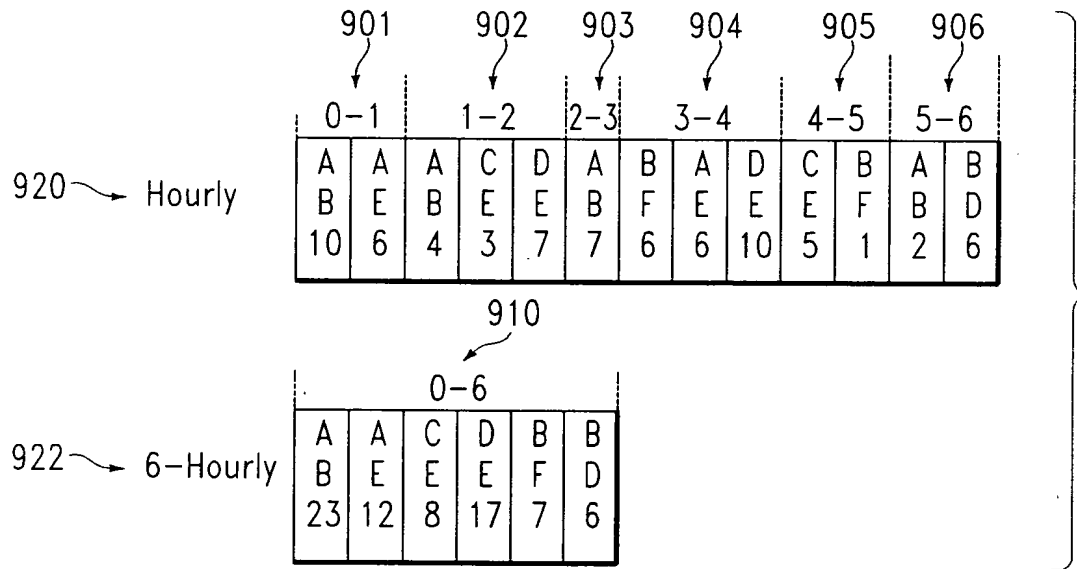 901 902 903 904 905 906
0-1 1-2 2-3 3-4 4-5 5-6
920 Hourly
A A A C D A B A D C B A B
B E B E E B F E E E F B D
10 6 4 3 7 7 6 6 10 5 1 2 6
910
0-6
922 6-Hourly
A A C D B B
B E E E F D
23 12 8 17 7 6